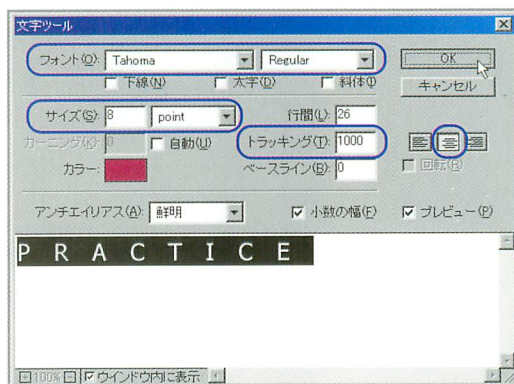 文字ツール
フォント(O): Tahoma Regular OK
下線(N) 太字(D) 斜体(I) キャンセル
サイズ(S): 8 point 行間(L): 26
カーニング(K): 0 自動(U) トラッキング(T): 1000
カラー: ベースライン(B): 0 回転(R)
アンチエイリアス(A): 鮮明 小数の幅(F) プレビュー(P)
PRACTICE
100% ウインドウ内に表示